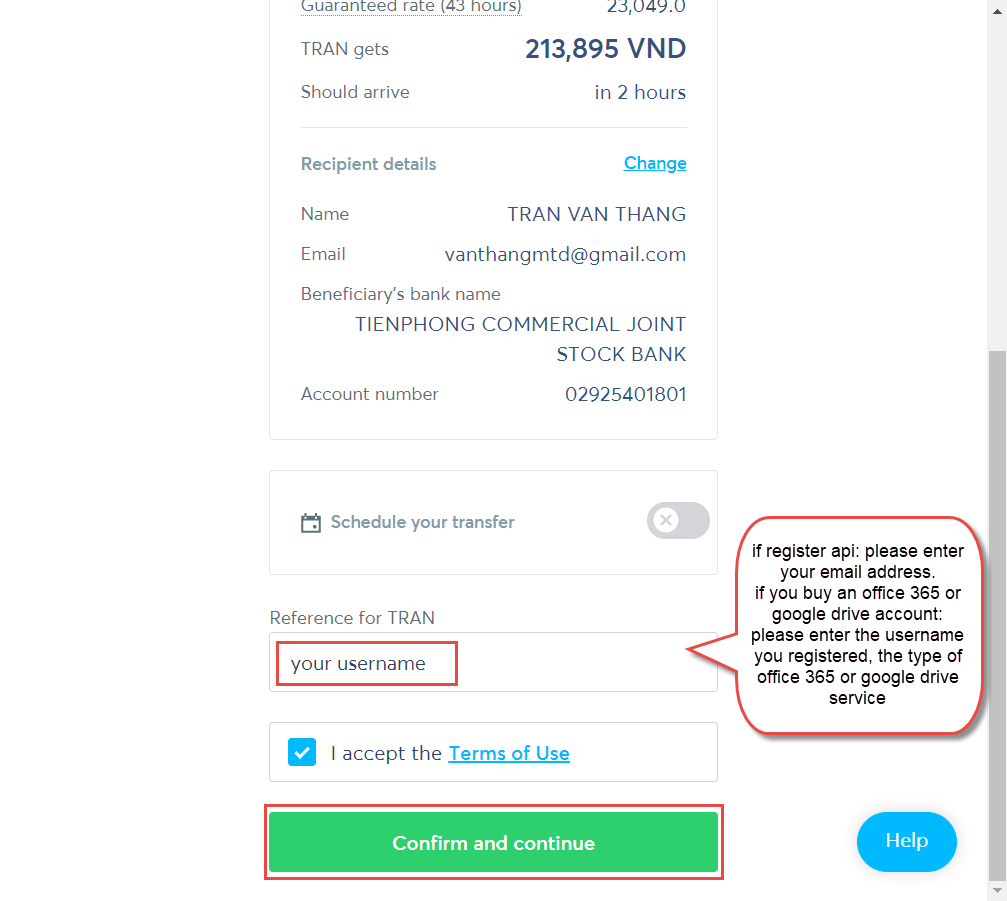 Guaranteed rate (43 hours) 23,049.0
TRAN gets 213,895 VND
Should arrive in 2 hours
Recipient details Change
Name TRAN VAN THANG
Email vanthangmtd@gmail.com
Beneficiary's bank name
TIENPHONG COMMERCIAL JOINT
STOCK BANK
Account number 02925401801
Schedule your transfer
if register api: please enter
your email address.
if you buy an office 365 or
google drive account:
please enter the username
you registered, the type of
office 365 or google drive
service
Reference for TRAN
your username
I accept the Terms of Use
Confirm and continue
Help